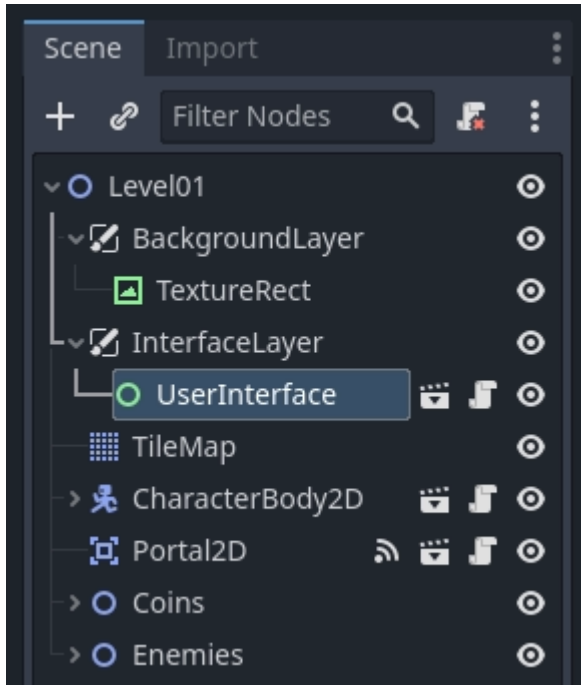 Scene Import
Filter Nodes
Level01
BackgroundLayer
TextureRect
InterfaceLayer
UserInterface
TileMap
CharacterBody2D
Portal2D
Coins
Enemies